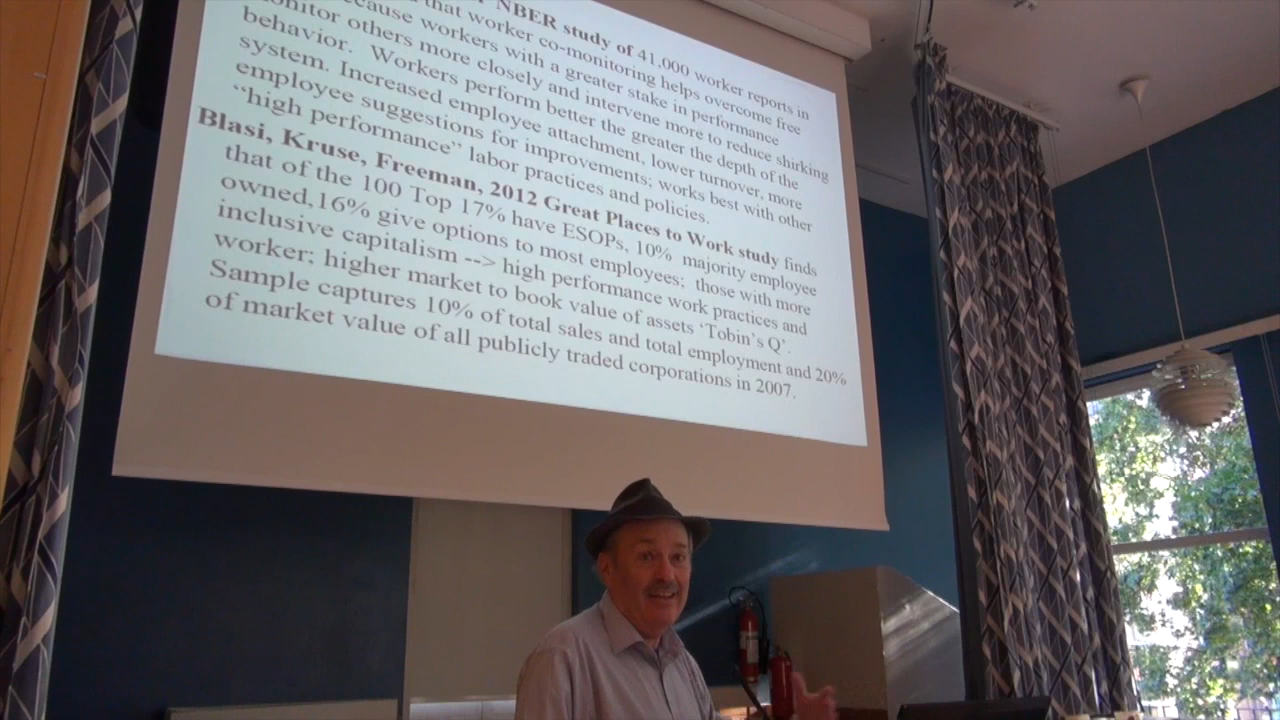 NBER study of 41,000 worker reports in
that worker co-monitoring helps overcome free
workers with a greater stake in performance
others more closely and intervene more to reduce shirking
behavior. Workers perform better the greater the depth of the
system. Increased employee attachment, lower turnover, more
employee suggestions for improvements; works best with other
“high performance” labor practices and policies.
Blasi, Kruse, Freeman, 2012 Great Places to Work study finds
that of the 100 Top 17% have ESOPs, 10% majority employee
owned,16% give options to most employees; those with more
inclusive capitalism --> high performance work practices and
worker; higher market to book value of assets ‘Tobin’s Q’.
Sample captures 10% of total sales and total employment and 20%
of market value of all publicly traded corporations in 2007.